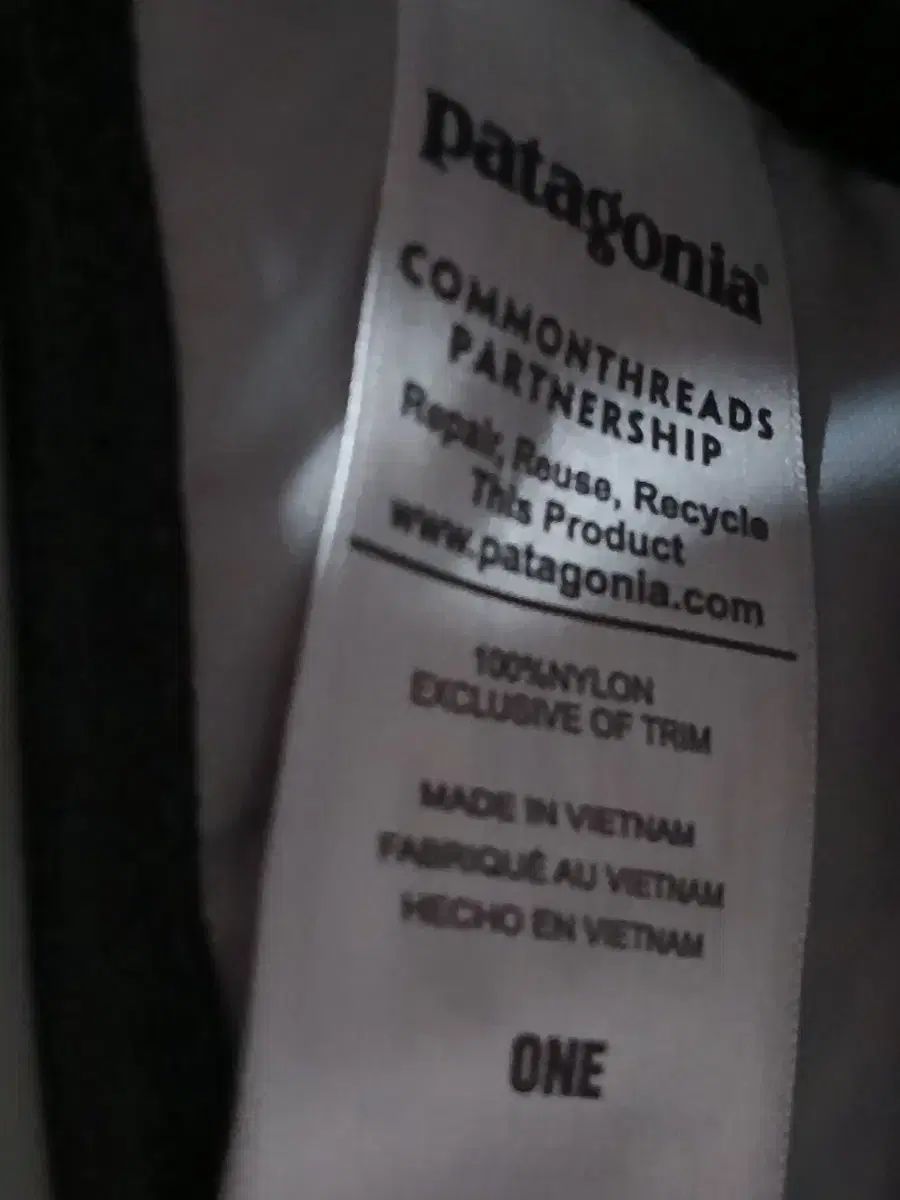 patagonia®
COMMONTHREADS
PARTNERSHIP
Repair, Reuse, Recycle
This Product
www.patagonia.com
100%NYLON
EXCLUSIVE OF TRIM
MADE IN VIETNAM
FABRIQUÉ AU VIETNAM
HECHO EN VIETNAM
ONE